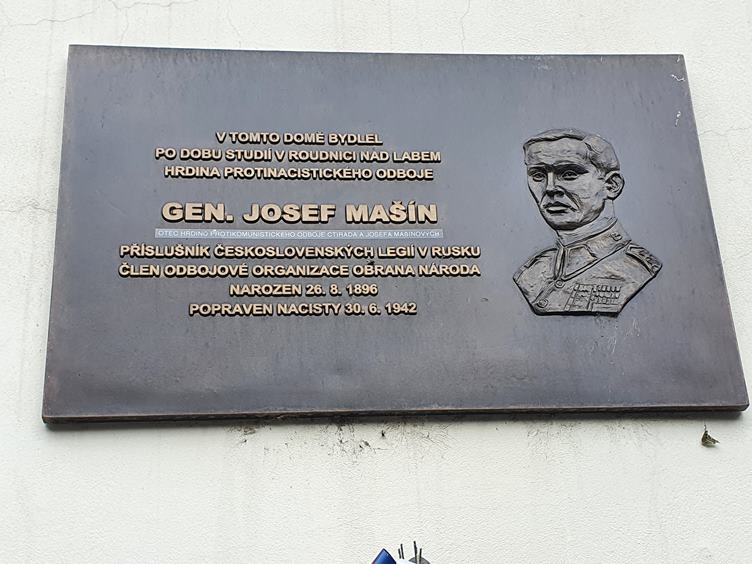 V TOMTO DOMĚ BYDLEL
PO DOBU STUDIÍ V ROUDNICI NAD LABEM
HRDINA PROTINACISTICKÉHO ODBOJE
GEN. JOSEF MAŠÍN
OTEC HRDINŮ PROTIKOMUNISTICKÉHO ODBOJE CTIRADA A JOSEFA MAŠÍNOVÝCH
PŘÍSLUŠNÍK ČESKOSLOVENSKÝCH LEGIÍ V RUSKU
ČLEN ODBOJOVÉ ORGANIZACE OBRANA NÁRODA
NAROZEN 26. 8. 1896
POPRAVEN NACISTY 30. 6. 1942